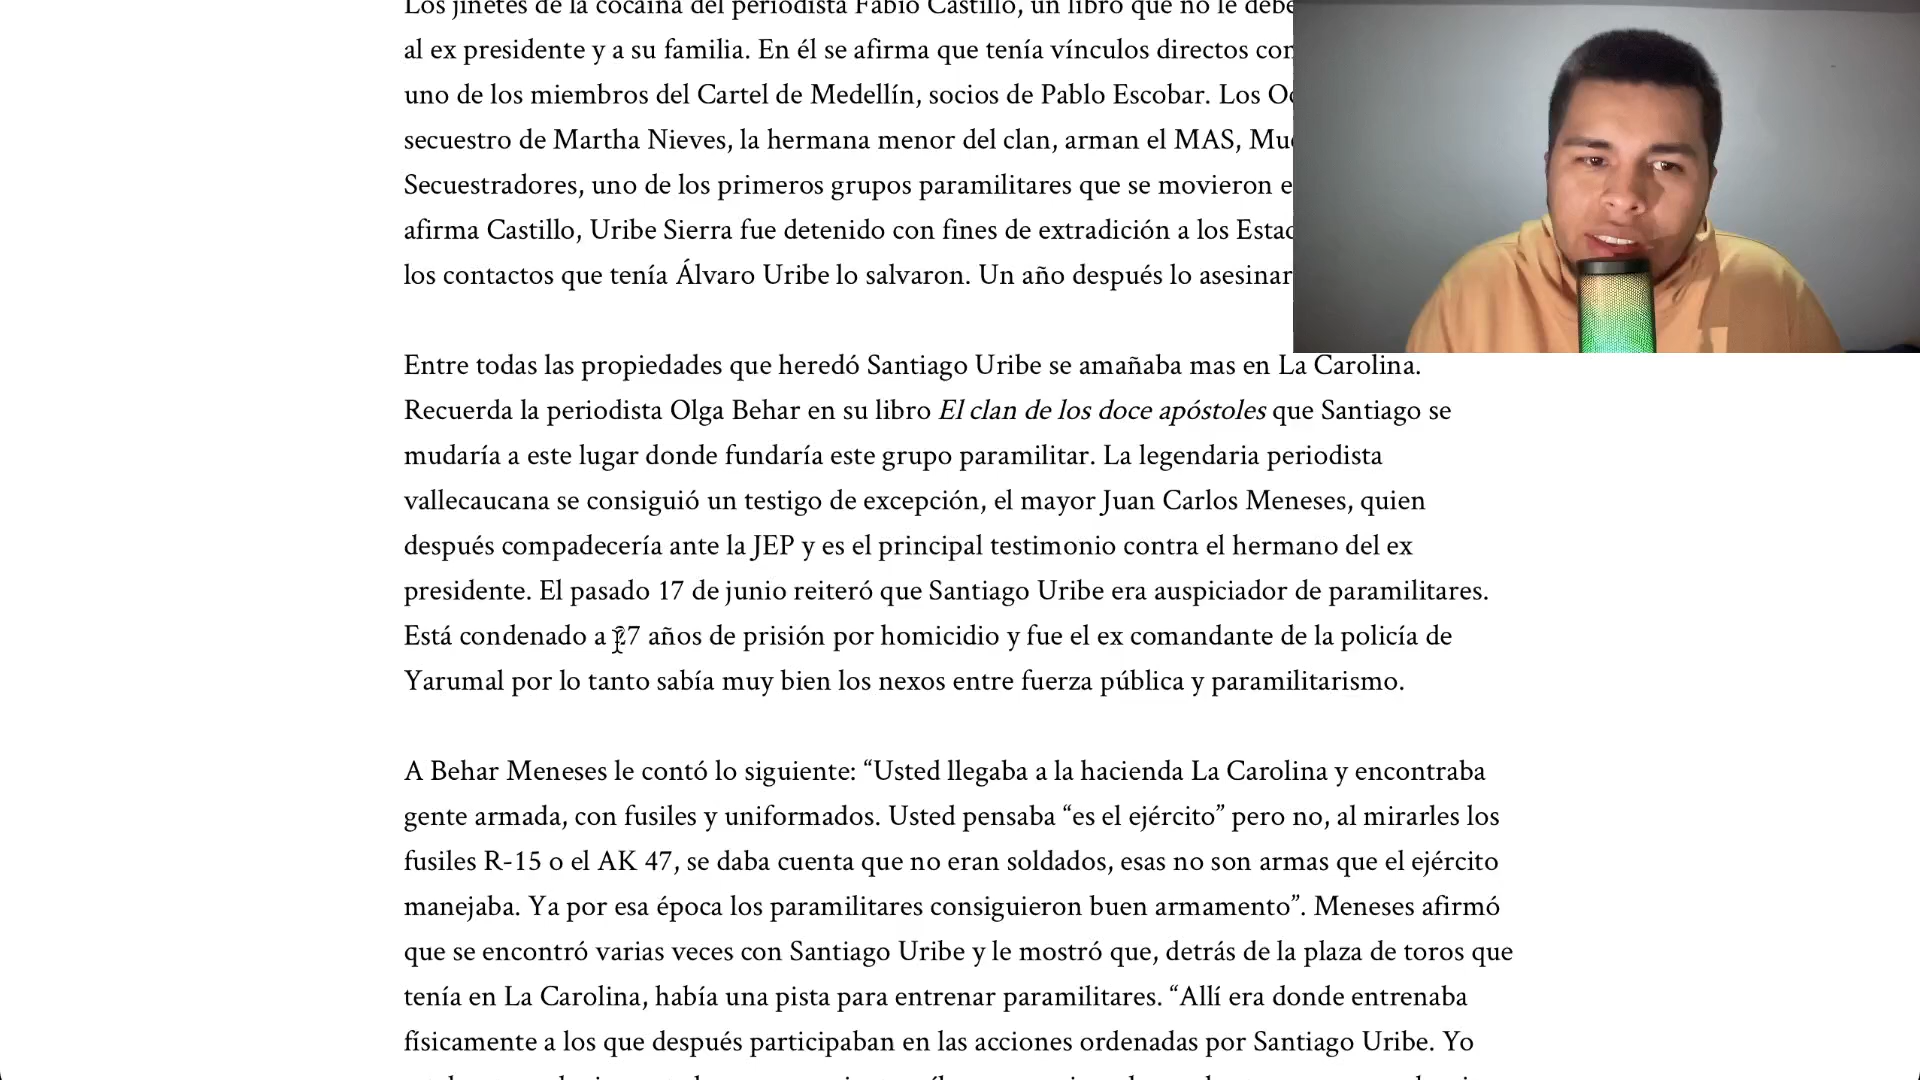 Los jinetes de la cocaína del periodista Fabio Castillo, un libro que no le debe
al ex presidente y a su familia. En él se afirma que tenía vínculos directos con
uno de los miembros del Cartel de Medellín, socios de Pablo Escobar. Los
secuestro de Martha Nieves, la hermana menor del clan, arman el MAS,
Secuestradores, uno de los primeros grupos paramilitares que se movieron
afirma Castillo, Uribe Sierra fue detenido con fines de extradición a los
los contactos que tenía Álvaro Uribe lo salvaron. Un año después lo
Entre todas las propiedades que heredó Santiago Uribe se amañaba mas en La Carolina.
Recuerda la periodista Olga Behar en su libro El clan de los doce apóstoles que Santiago se
mudaría a este lugar donde fundaría este grupo paramilitar. La legendaria periodista
vallecaucana se consiguió un testigo de excepción, el mayor Juan Carlos Meneses, quien
después compadecería ante la JEP y es el principal testimonio contra el hermano del ex
presidente. El pasado 17 de junio reiteró que Santiago Uribe era auspiciador de paramilitares.
Está condenado a 27 años de prisión por homicidio y fue el ex comandante de la policía de
Yarumal por lo tanto sabía muy bien los nexos entre fuerza pública y paramilitarismo.
A Behar Meneses le contó lo siguiente: “Usted llegaba a la hacienda La Carolina y encontraba
gente armada, con fusiles y uniformados. Usted pensaba “es el ejército” pero no, al mirarles los
fusiles R-15 o el AK 47, se daba cuenta que no eran soldados, esas no son armas que el ejército
manejaba. Ya por esa época los paramilitares consiguieron buen armamento”. Meneses afirmó
que se encontró varias veces con Santiago Uribe y le mostró que, detrás de la plaza de toros que
tenía en La Carolina, había una pista para entrenar paramilitares. “Allí era donde entrenaba
físicamente a los que después participaban en las acciones ordenadas por Santiago Uribe. Yo